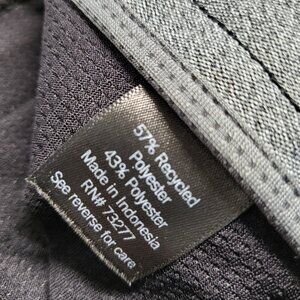 57% Recycled
Polyester
43% Polyester
Made in Indonesia
RN# 73277
See reverse for care